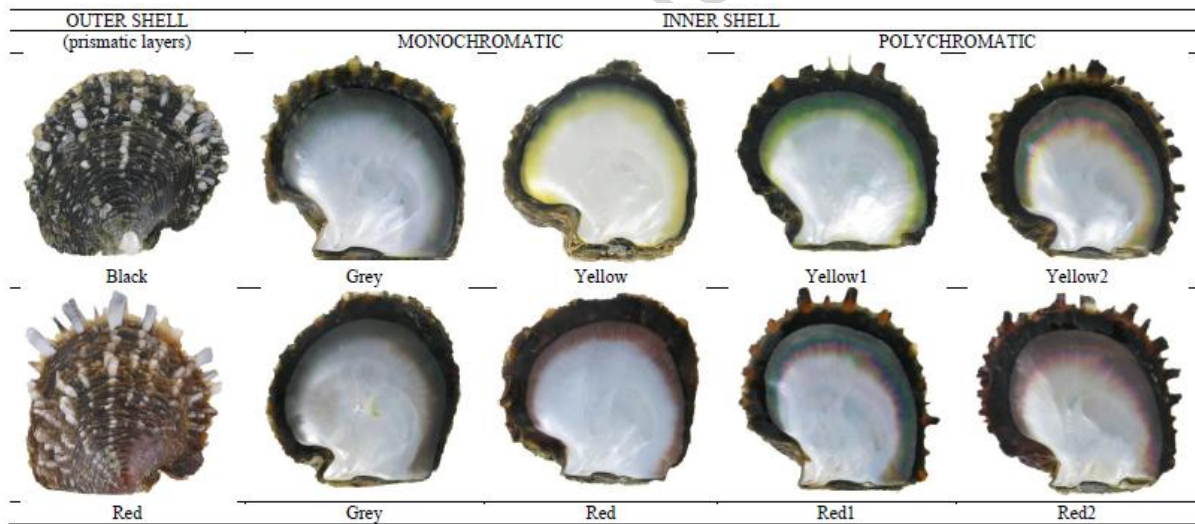 OUTER SHELL INNER SHELL
(prismatic layers) MONOCHROMATIC POLYCHROMATIC
Black Grey Yellow Yellow1 Yellow2
Red Grey Red Red1 Red2